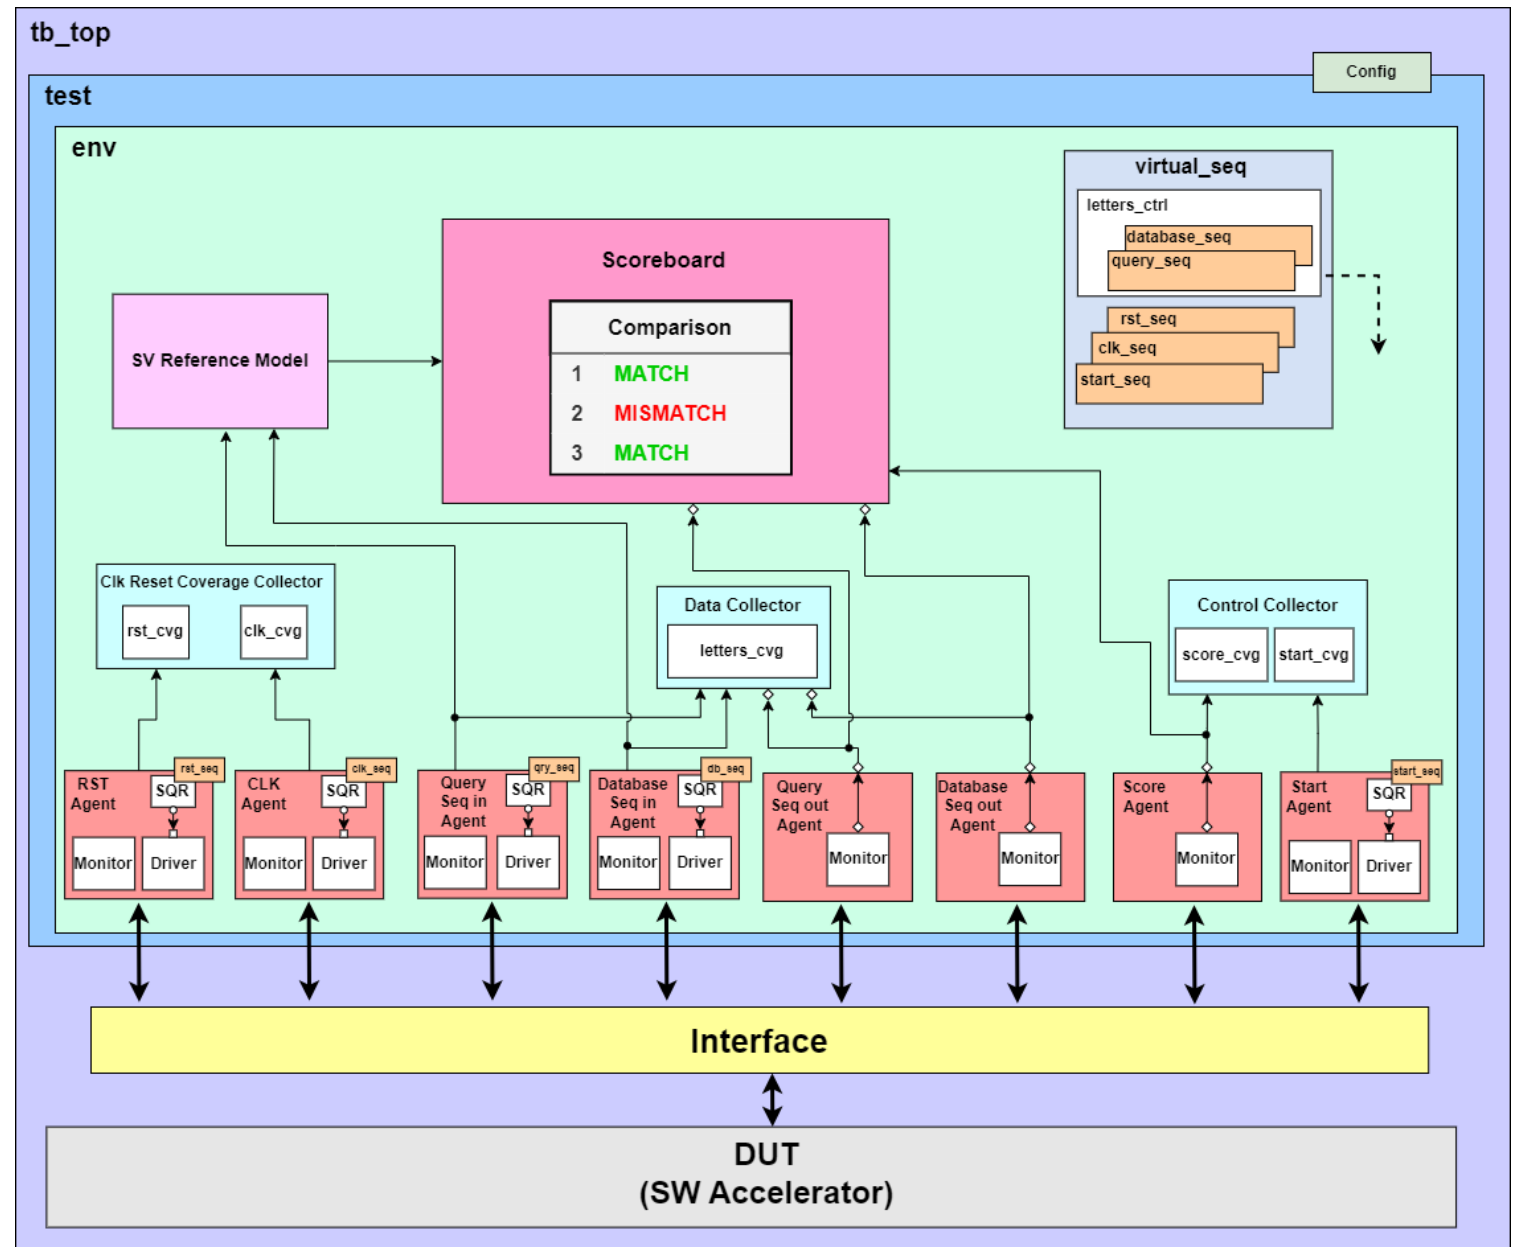 tb_top
Config
test
env
virtual_seq
letters_ctrl
database_seq
query_seq
rst_seq
clk_seq
start_seq
Scoreboard
Comparison
1 MATCH
2 MISMATCH
3 MATCH
SV Reference Model
Clk Reset Coverage Collector
rst_cvg
clk_cvg
Data Collector
letters_cvg
Control Collector
score_cvg
start_cvg
RST
Agent
rst_seq
SQR
Monitor
Driver
CLK
Agent
clk_seq
SQR
Monitor
Driver
Query
Seq in
Agent
qry_seq
SQR
Monitor
Driver
Database
Seq in
Agent
db_seq
SQR
Monitor
Driver
Query
Seq out
Agent
Monitor
Database
Seq out
Agent
Monitor
Score
Agent
Monitor
Start
Agent
start_seq
SQR
Monitor
Driver
Interface
DUT
(SW Accelerator)